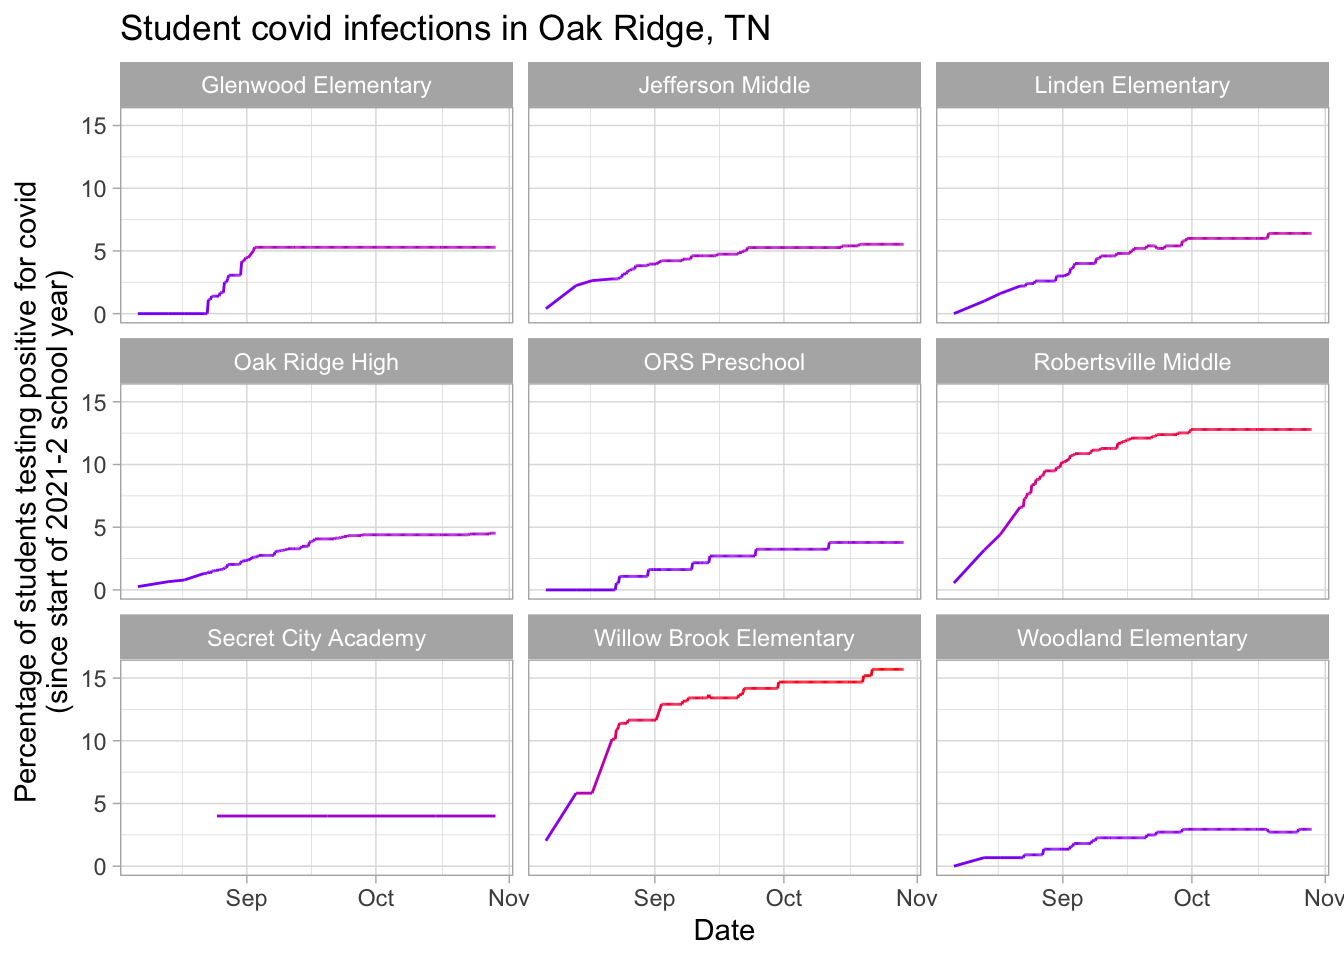 Student covid infections in Oak Ridge, TN
Percentage of students testing positive for covid
(since start of 2021-2 school year)
Glenwood Elementary
Jefferson Middle
Linden Elementary
15
10
5
0
Oak Ridge High
ORS Preschool
Robertsville Middle
15
10
5
0
Secret City Academy
Willow Brook Elementary
Woodland Elementary
15
10
5
0
Sep Oct Nov Sep Oct Nov Sep Oct Nov
Date